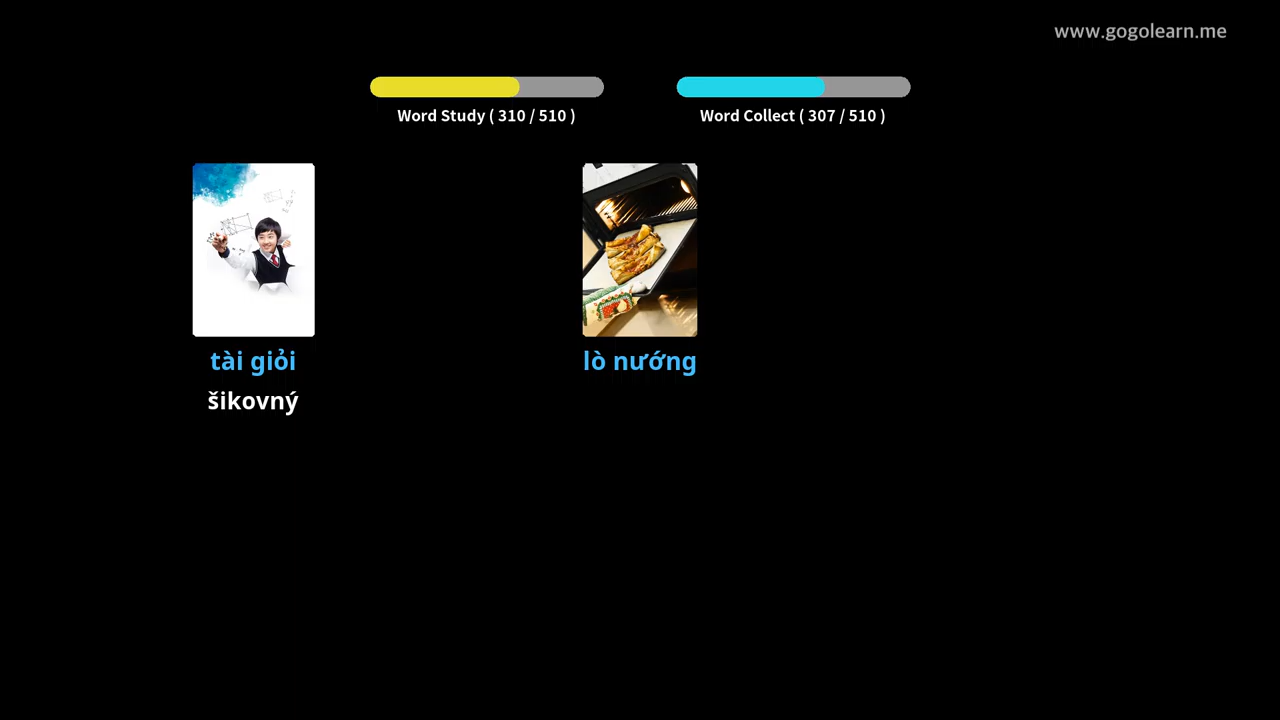 www.gogolearn.me
Word Study ( 310 / 510 )
Word Collect ( 307 / 510 )
tài giỏi
šikovný
lò nướng